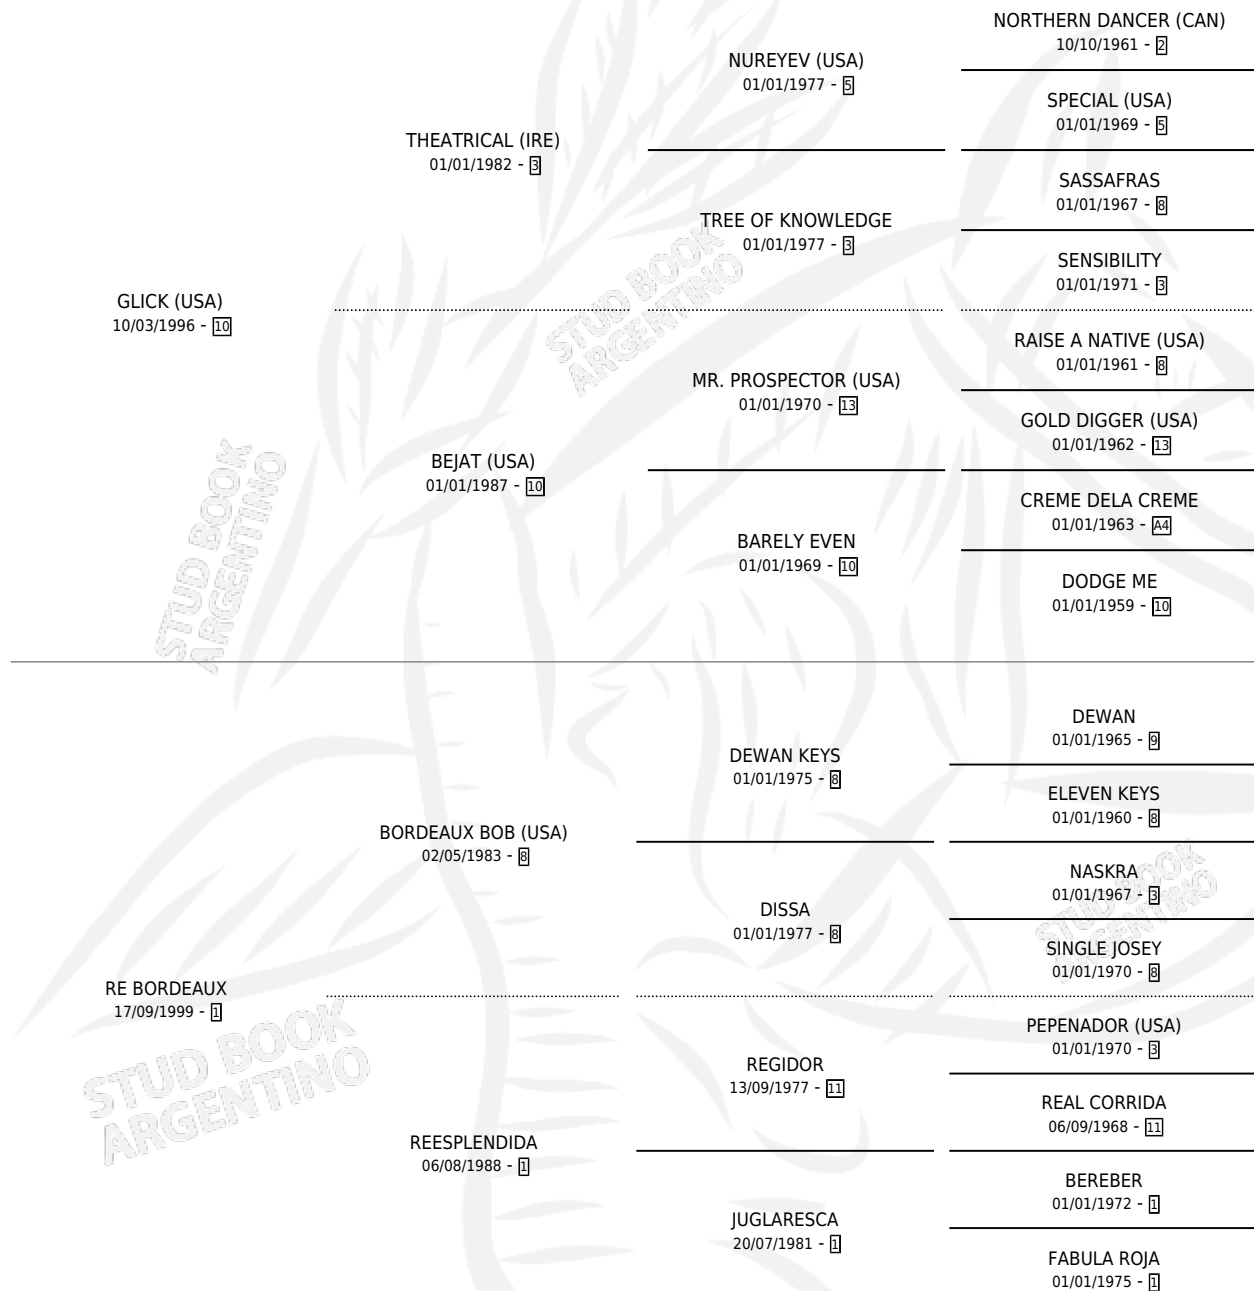 NORTHERN DANCER (CAN)
10/10/1961 - 2
NUREYEV (USA)
01/01/1977 - 5
SPECIAL (USA)
01/01/1969 - 5
THEATRICAL (IRE)
01/01/1982 - 3
SASSAFRAS
01/01/1967 - 8
TREE OF KNOWLEDGE
01/01/1977 - 3
SENSIBILITY
01/01/1971 - 3
GLICK (USA)
10/03/1996 - 10
RAISE A NATIVE (USA)
01/01/1961 - 8
MR. PROSPECTOR (USA)
01/01/1970 - 13
GOLD DIGGER (USA)
01/01/1962 - 13
BEJAT (USA)
01/01/1987 - 10
CREME DELA CREME
01/01/1963 - A4
BARELY EVEN
01/01/1969 - 10
DODGE ME
01/01/1959 - 10
DEWAN
01/01/1965 - 9
DEWAN KEYS
01/01/1975 - 8
ELEVEN KEYS
01/01/1960 - 8
BORDEAUX BOB (USA)
02/05/1983 - 8
NASKRA
01/01/1967 - 3
DISSA
01/01/1977 - 8
SINGLE JOSEY
01/01/1970 - 8
RE BORDEAUX
17/09/1999 - 1
PEPENADOR (USA)
01/01/1970 - 3
REGIDOR
13/09/1977 - 11
REAL CORRIDA
06/09/1968 - 11
REESPLENDIDA
06/08/1988 - 1
BEREBER
01/01/1972 - 1
JUGLARESCA
20/07/1981 - 1
FABULA ROJA
01/01/1975 - 1
STUD BOOK
ARGENTINO
STUD BOOK
ARGENTINO
STUD BOOK
ARGENTINO
STUD BOOK
ARGENTINO